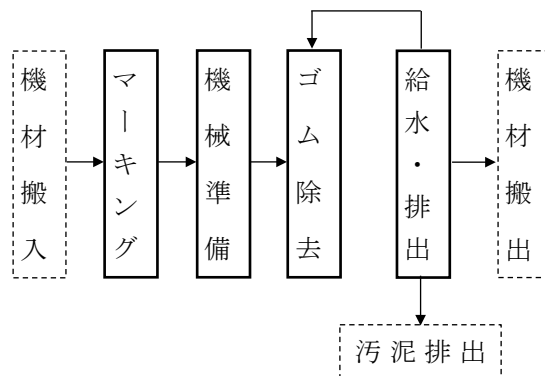 機材搬入
マーキング
機械準備
ゴム除去
給水・排出
機材搬出
汚泥排出